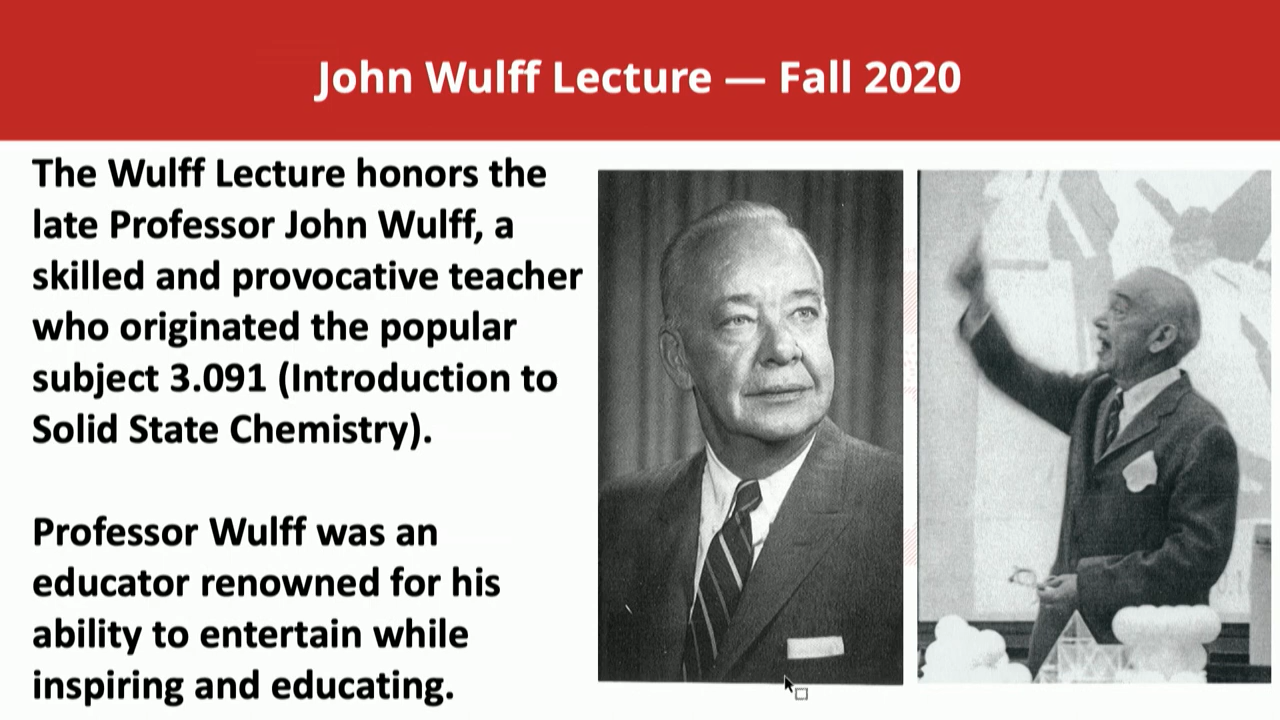 John Wulff Lecture — Fall 2020
The Wulff Lecture honors the
late Professor John Wulff, a
skilled and provocative teacher
who originated the popular
subject 3.091 (Introduction to
Solid State Chemistry).
Professor Wulff was an
educator renowned for his
ability to entertain while
inspiring and educating.